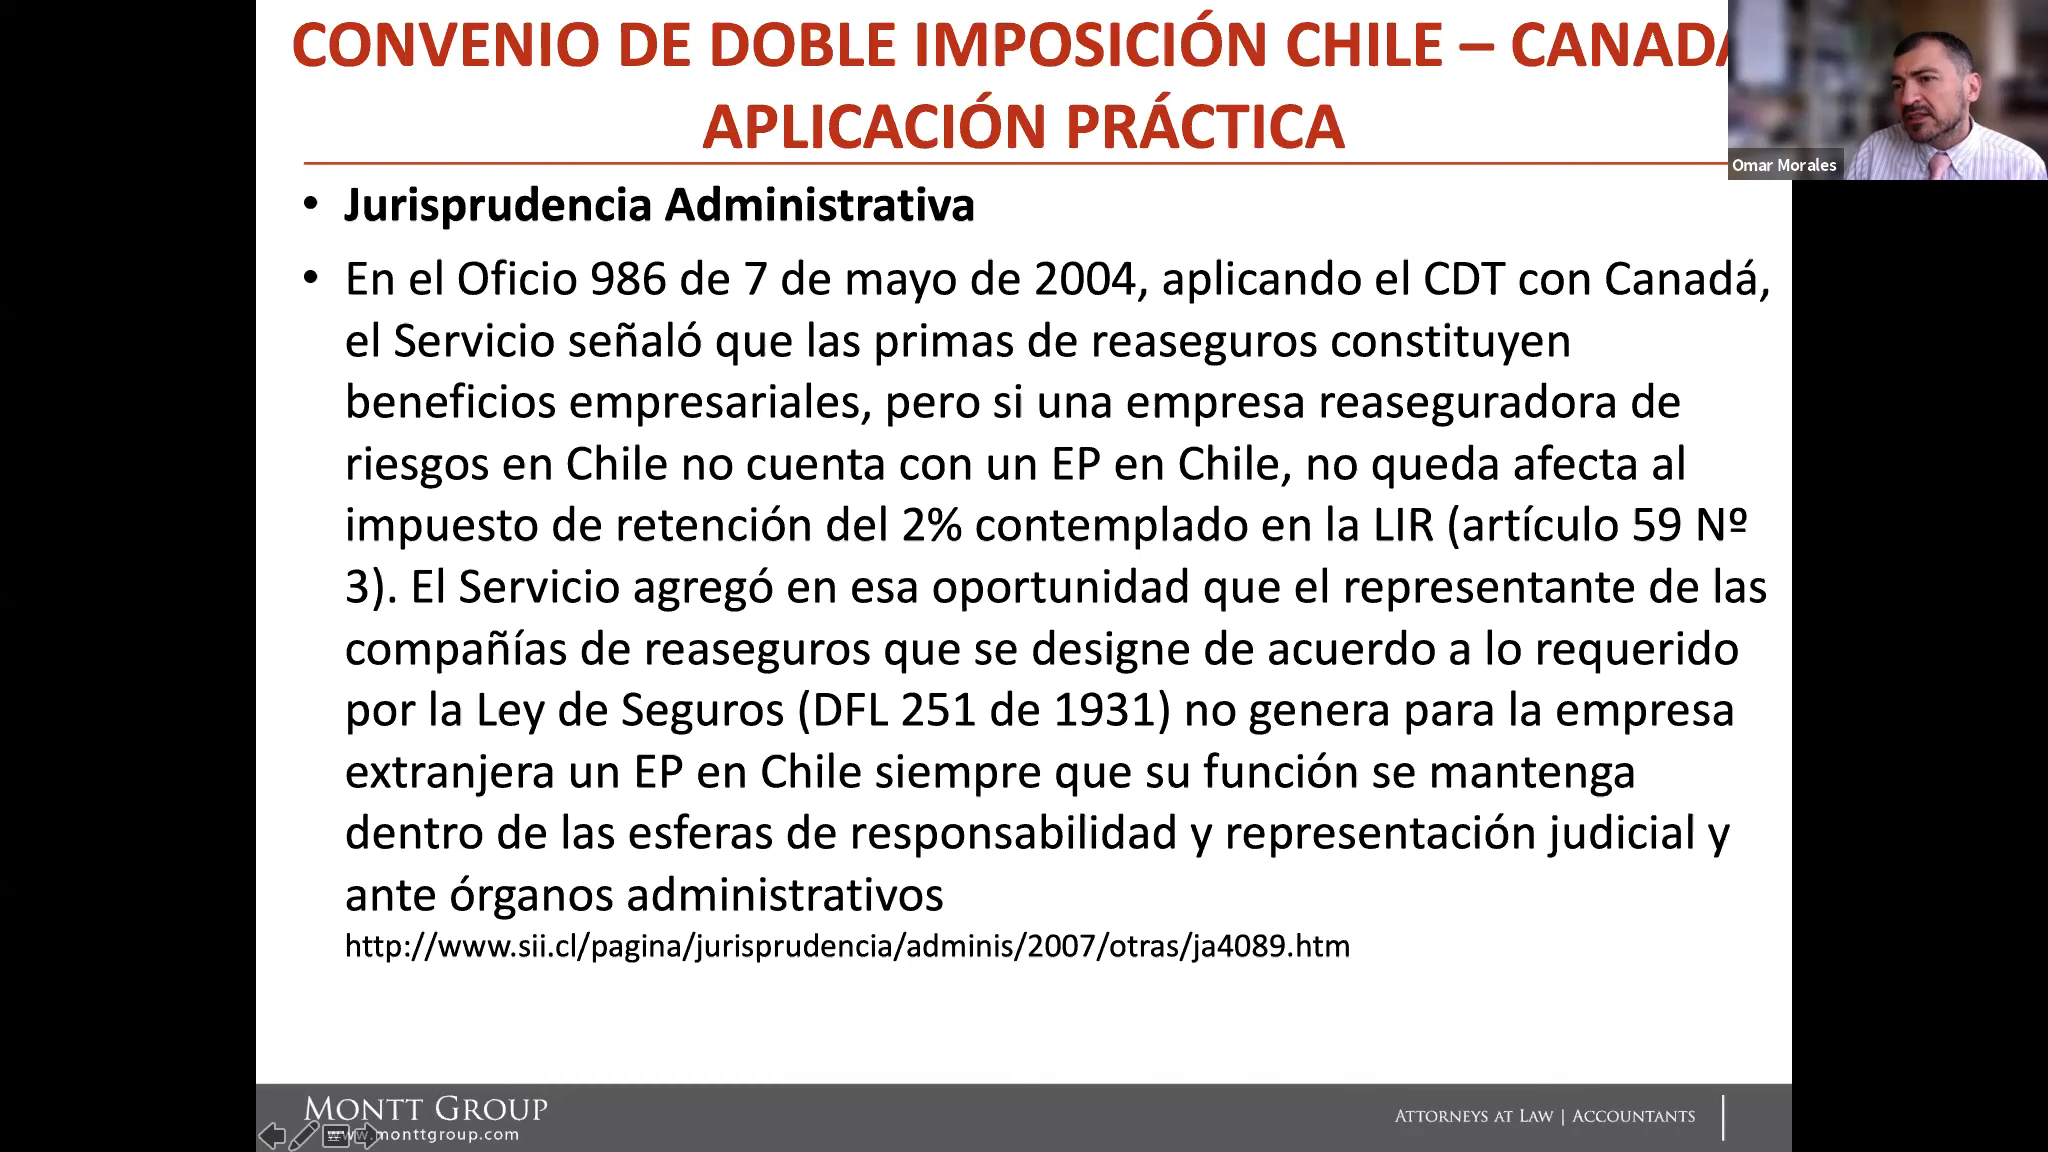 CONVENIO DE DOBLE IMPOSICIÓN CHILE – CANADA
APLICACIÓN PRÁCTICA
Omar Morales
• Jurisprudencia Administrativa
• En el Oficio 986 de 7 de mayo de 2004, aplicando el CDT con Canadá,
el Servicio señaló que las primas de reaseguros constituyen
beneficios empresariales, pero si una empresa reaseguradora de
riesgos en Chile no cuenta con un EP en Chile, no queda afecta al
impuesto de retención del 2% contemplado en la LIR (artículo 59 Nº
3). El Servicio agregó en esa oportunidad que el representante de las
compañías de reaseguros que se designe de acuerdo a lo requerido
por la Ley de Seguros (DFL 251 de 1931) no genera para la empresa
extranjera un EP en Chile siempre que su función se mantenga
dentro de las esferas de responsabilidad y representación judicial y
ante órganos administrativos
http://www.sii.cl/pagina/jurisprudencia/adminis/2007/otras/ja4089.htm
MONTT GROUP
www.monttgroup.com
ATTORNEYS AT LAW | ACCOUNTANTS